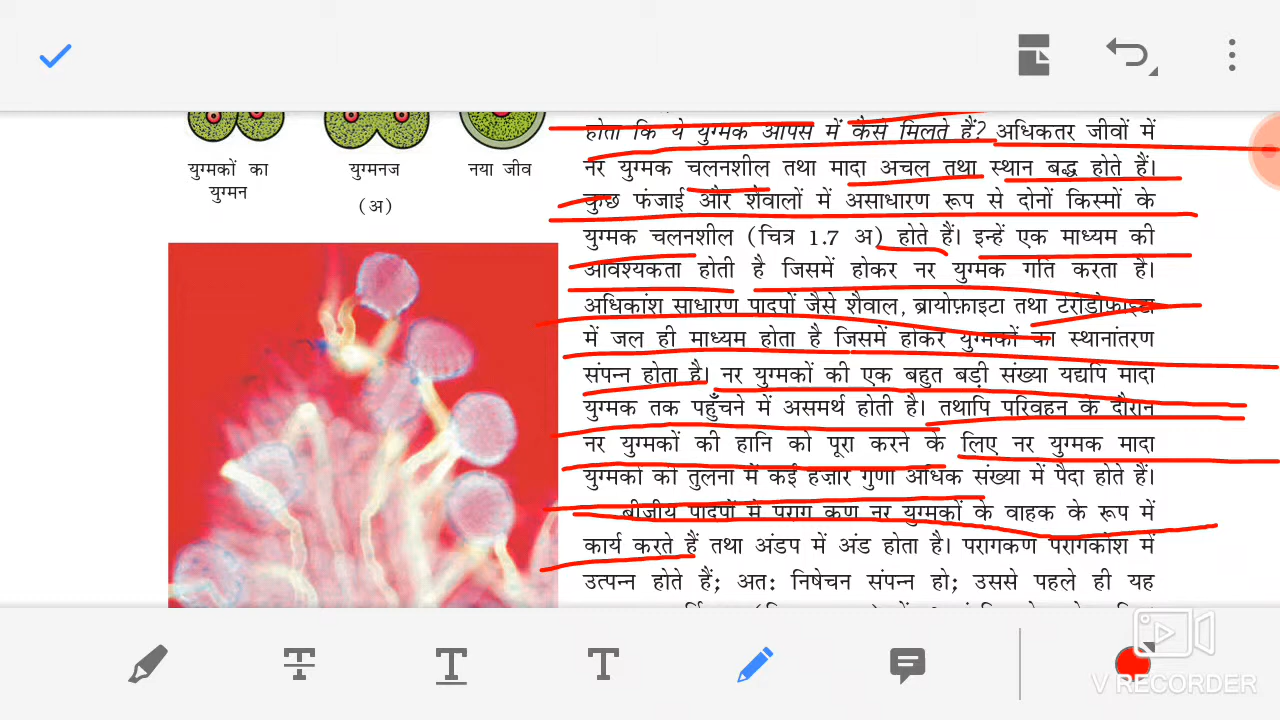 युग्मकों का
युग्मन
युग्मनज
नया जीव
(अ)
होता कि ये युग्मक आपस में कैसे मिलते हैं? अधिकतर जीवों में
नर युग्मक चलनशील तथा मादा अचल तथा स्थान बद्ध होते हैं।
कुछ फंजाई और शैवालों में असाधारण रूप से दोनों किस्मों के
युग्मक चलनशील (चित्र 1.7 अ) होते हैं। इन्हें एक माध्यम की
आवश्यकता होती है जिसमें होकर नर युग्मक गति करता है।
अधिकांश साधारण पादपों जैसे शैवाल, ब्रायोफ़ाइटा तथा टेरीडोफ़ाइटा
में जल ही माध्यम होता है जिसमें होकर युग्मकों का स्थानांतरण
संपन्न होता है। नर युग्मकों की एक बहुत बड़ी संख्या यद्यपि मादा
युग्मक तक पहुँचने में असमर्थ होती है। तथापि परिवहन के दौरान
नर युग्मकों की हानि को पूरा करने के लिए नर युग्मक मादा
युग्मकों की तुलना में कई हज़ार गुणा अधिक संख्या में पैदा होते हैं।
बीजीय पादपों में पराग कण नर युग्मकों के वाहक के रूप में
कार्य करते हैं तथा अंडप में अंड होता है। परागकण परागकोश में
उत्पन्न होते हैं; अतः निषेचन संपन्न हो; उससे पहले ही यह
V RECORDER